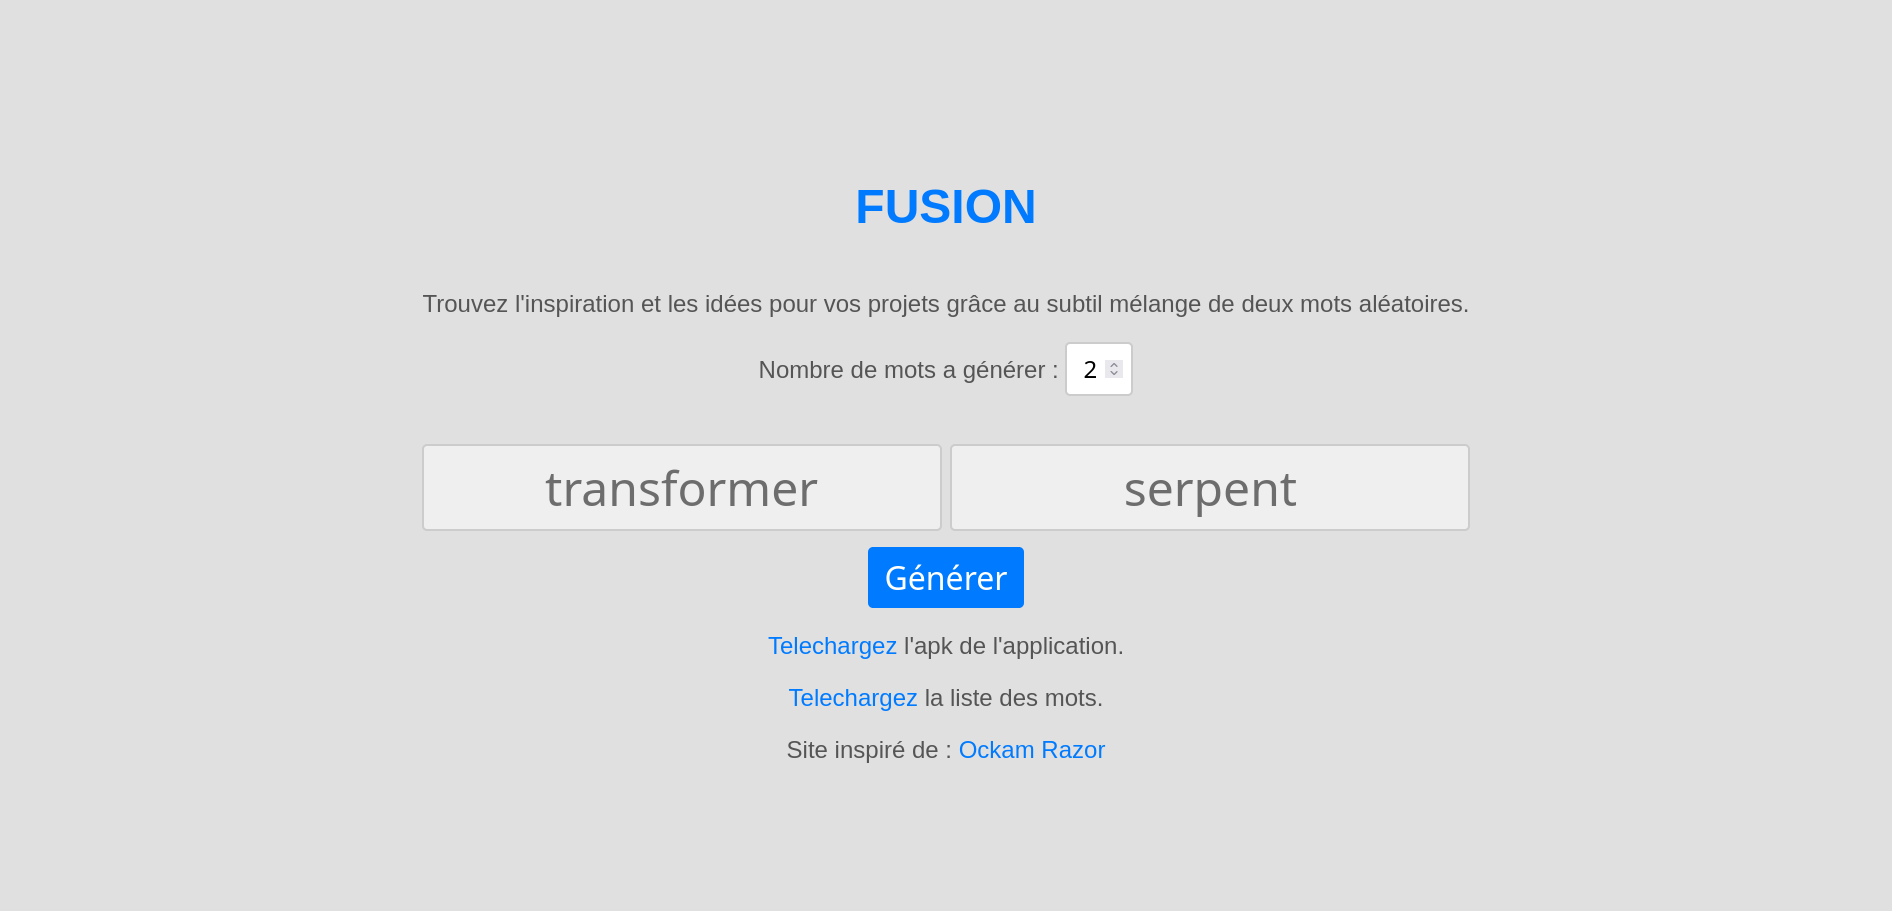 FUSION
Trouvez l'inspiration et les idées pour vos projets grâce au subtil mélange de deux mots aléatoires.
Nombre de mots a générer : 2
transformer serpent
Générer
Telechargez l'apk de l'application.
Telechargez la liste des mots.
Site inspiré de : Ockam Razor